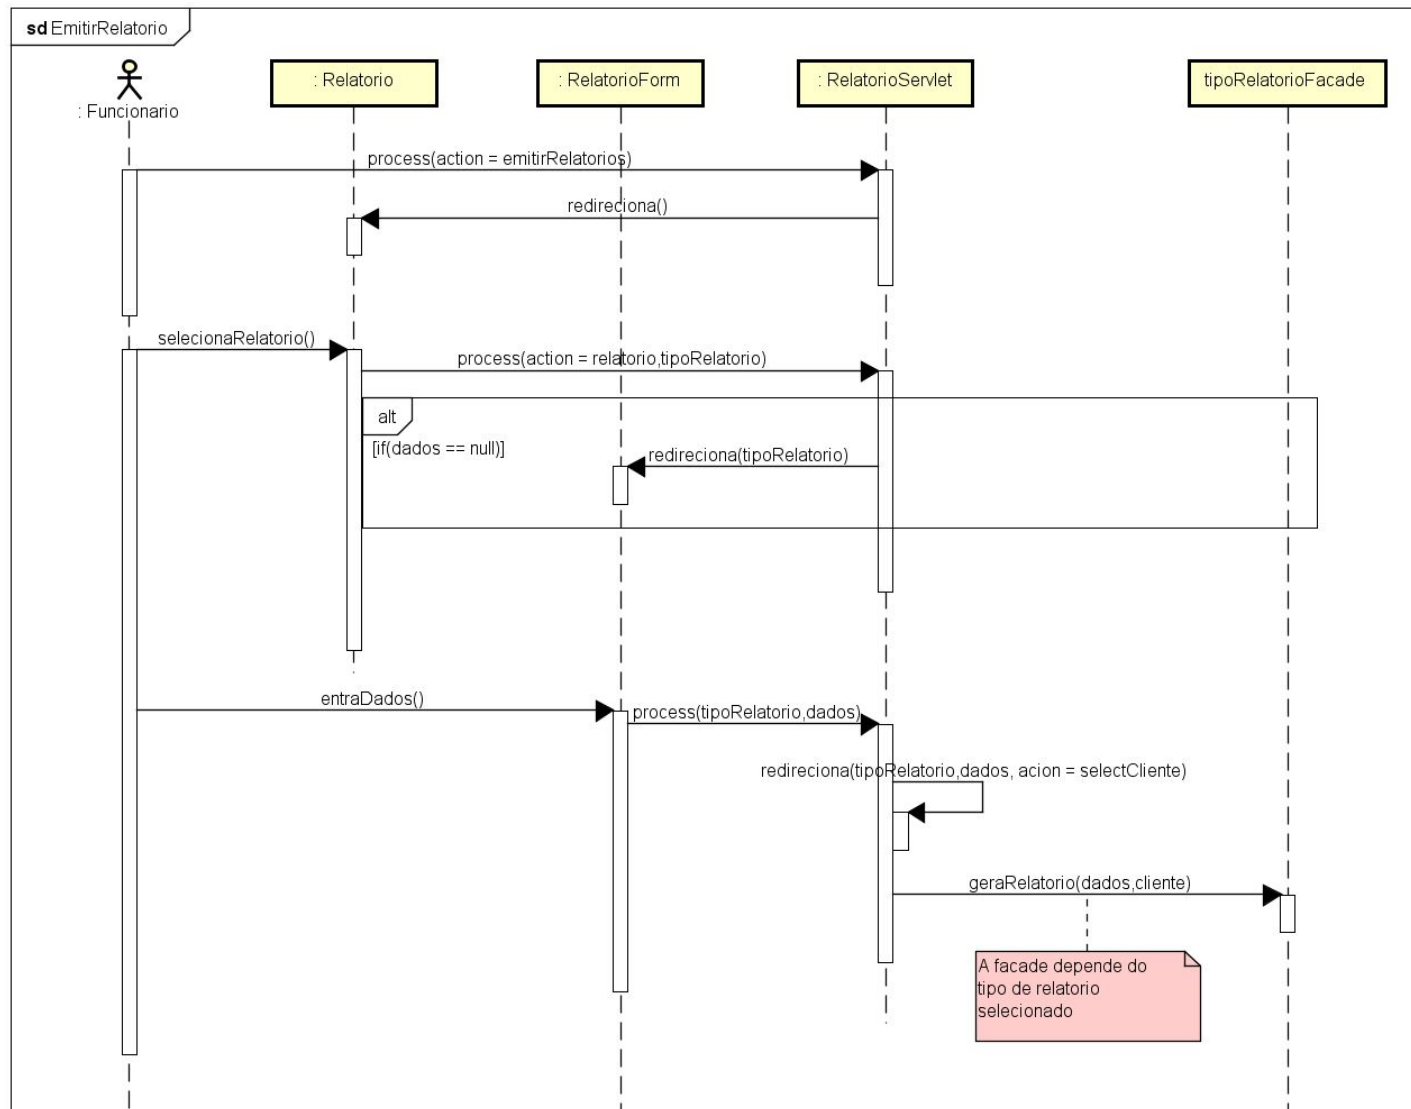 sd EmitirRelatorio
: Funcionario
: Relatorio
: RelatorioForm
: RelatorioServlet
tipoRelatorioFacade
process(action = emitirRelatorios)
redireciona()
selecionaRelatorio()
process(action = relatorio,tipoRelatorio)
alt
[if(dados == null)]
redireciona(tipoRelatorio)
entraDados()
process(tipoRelatorio,dados)
redireciona(tipoRelatorio,dados, acion = selectCliente)
geraRelatorio(dados,cliente)
A facade depende do
tipo de relatorio
selecionado